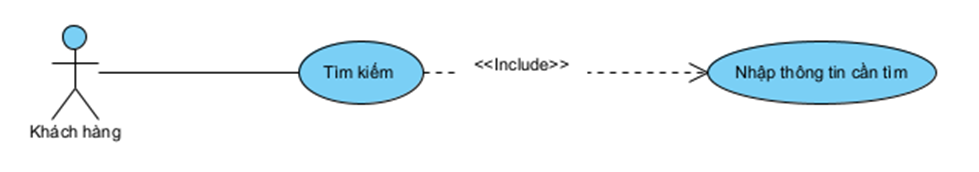 Tìm kiếm
<<Include>>
Nhập thông tin cần tìm
Khách hàng